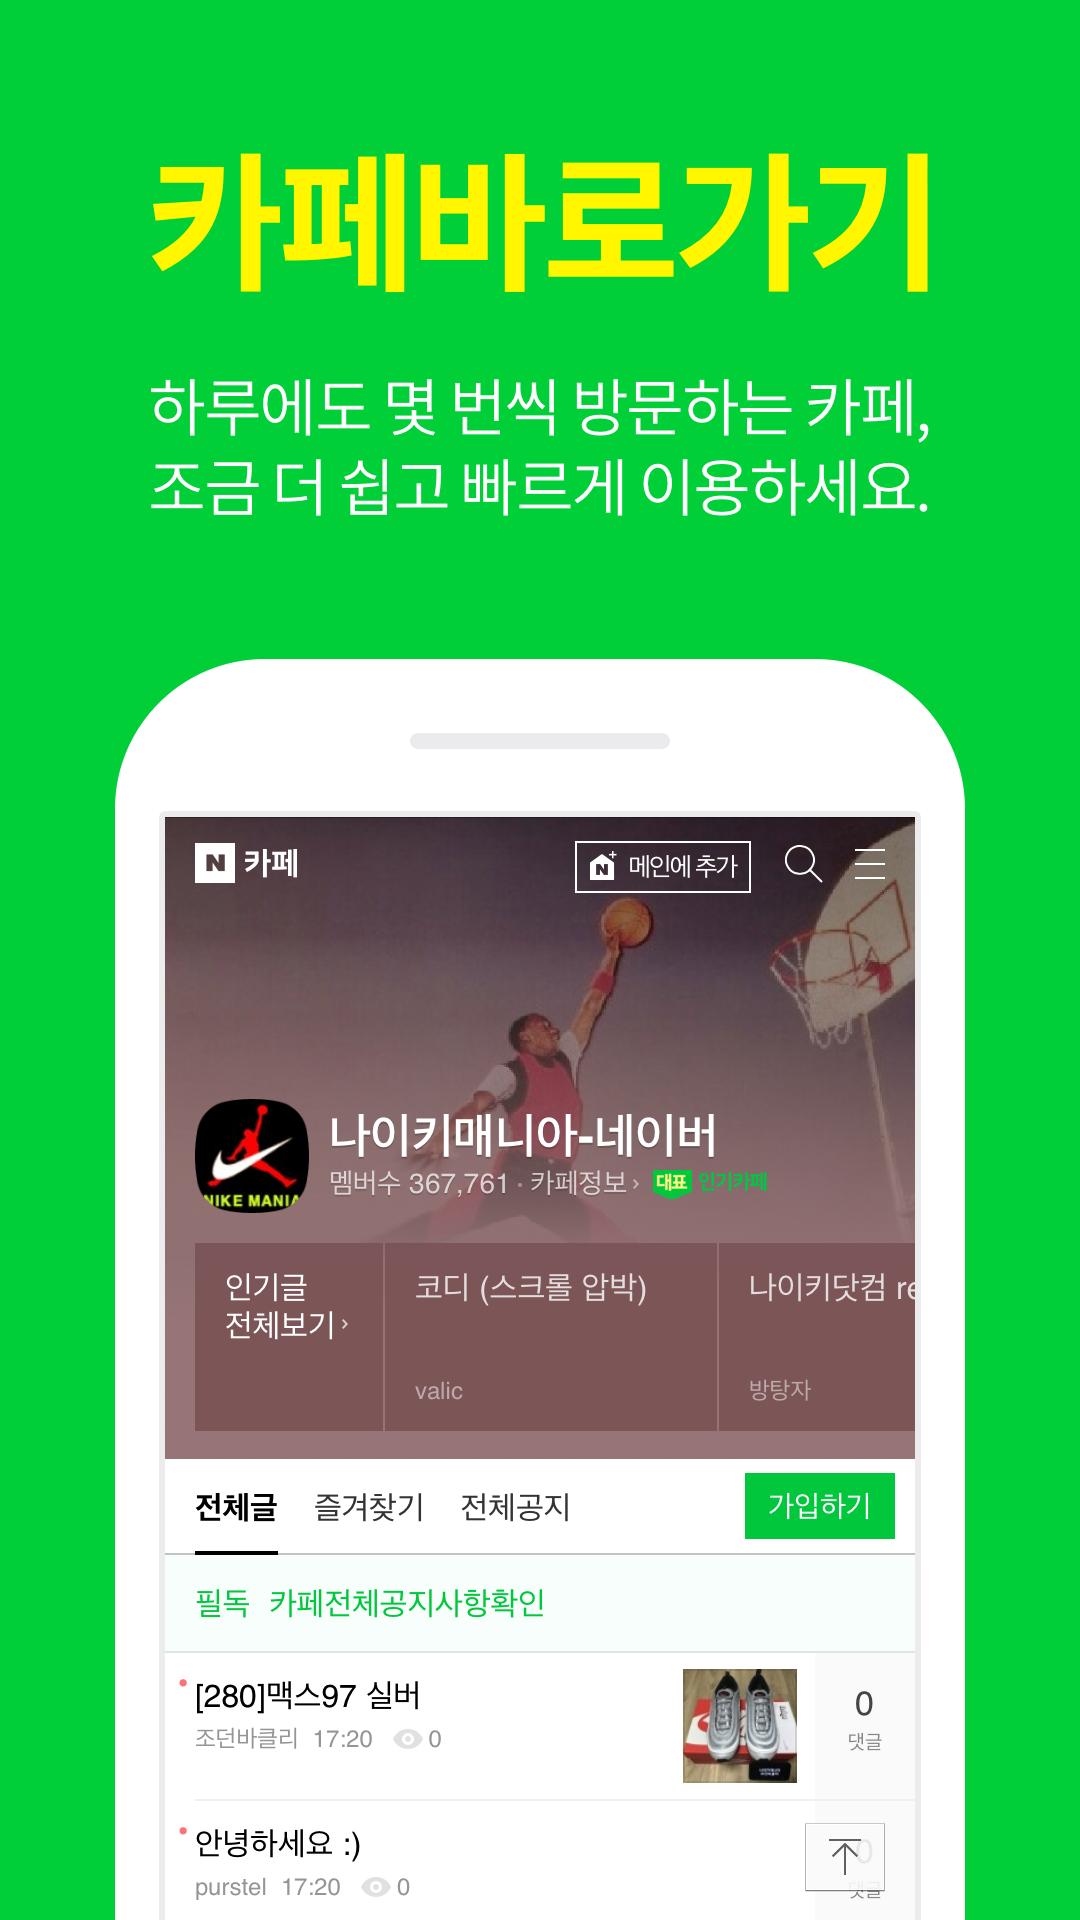 카페바로가기
하루에도 몇 번씩 방문하는 카페,
조금 더 쉽고 빠르게 이용하세요.
N 카페
N 메인에 추가
NIKE MANIA
나이키매니아-네이버
멤버수 367,761 · 카페정보 › 대표 인기카페
인기글
전체보기 ›
코디 (스크롤 압박)
valic
나이키닷컴 re
방탕자
전체글 즐겨찾기 전체공지 가입하기
필독 카페전체공지사항확인
[280]맥스97 실버
조던바클리 17:20 0
0
댓글
안녕하세요 :)
purstel 17:20 0
0
댓글